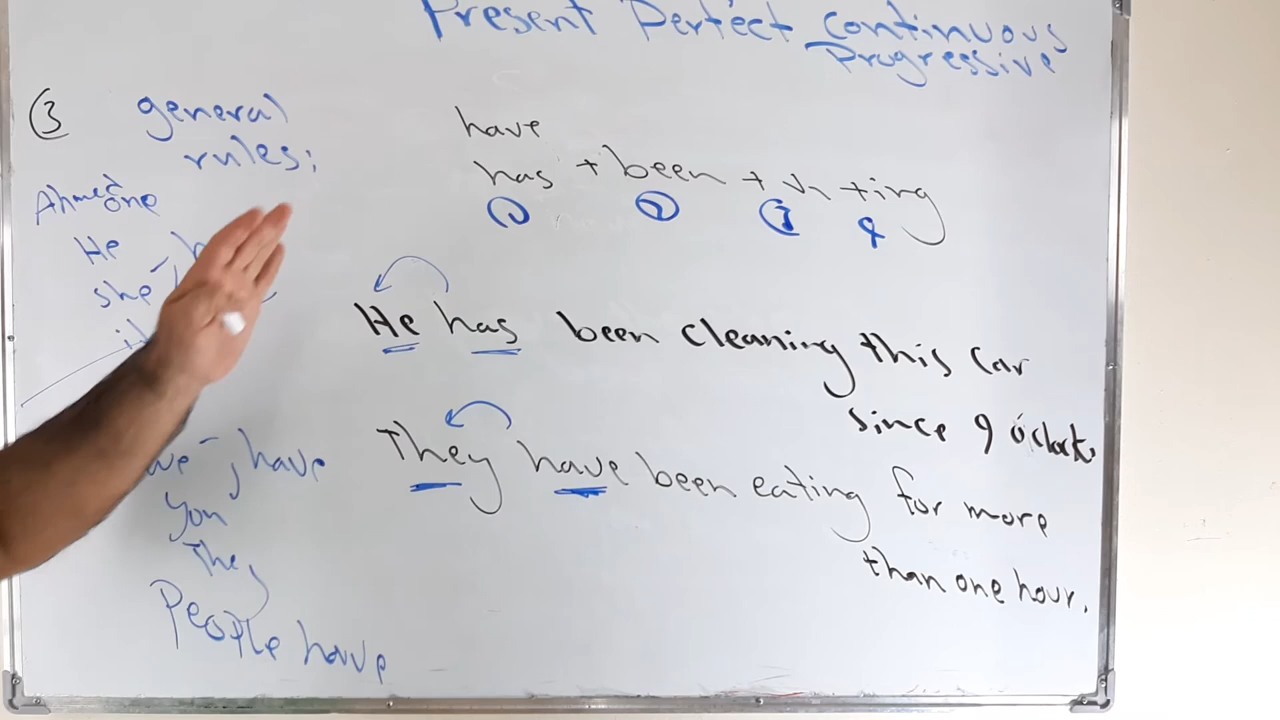 Present Perfect continuous
Progressive
③ general
rules:
have
has + been + v1 + ing
① ② ③ 4
Ahmed one
He
she
it
He has been cleaning this car
since 9 o'clock,
They have been eating for more
than one hour.
we have
you
They
People have